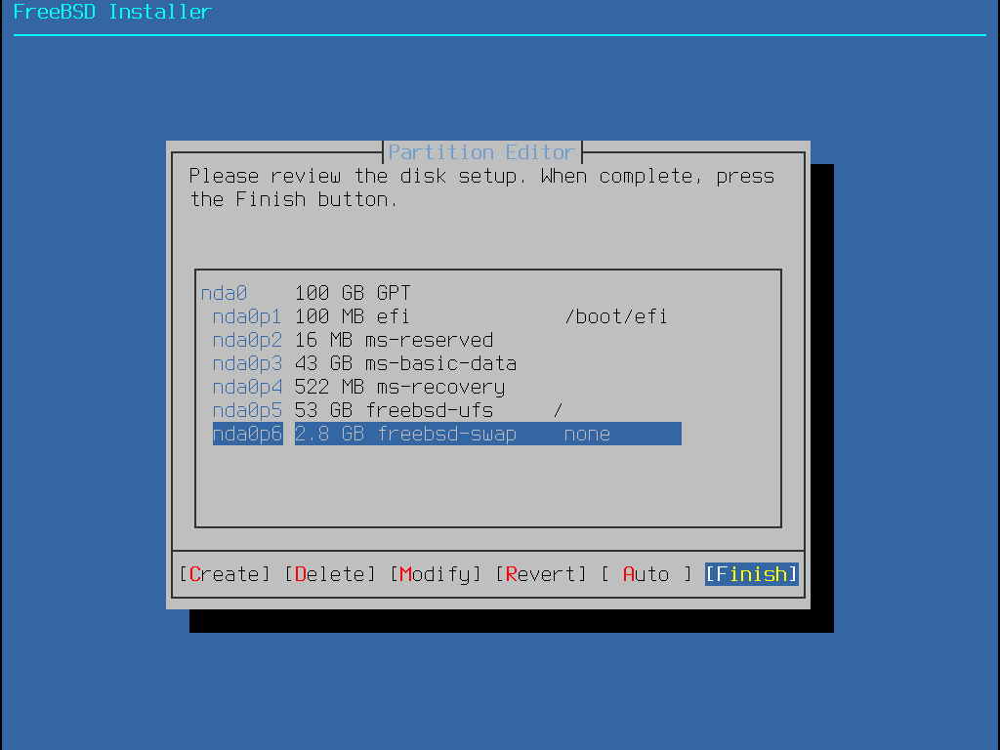 FreeBSD Installer
Partition Editor
Please review the disk setup. When complete, press
the Finish button.
nda0 100 GB GPT
nda0p1 100 MB efi /boot/efi
nda0p2 16 MB ms-reserved
nda0p3 43 GB ms-basic-data
nda0p4 522 MB ms-recovery
nda0p5 53 GB freebsd-ufs /
nda0p6 2.8 GB freebsd-swap none
[Create] [Delete] [Modify] [Revert] [ Auto ] [Finish]